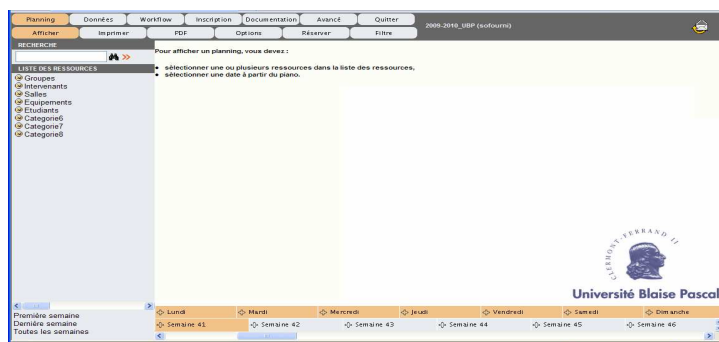 Planning Données Workflow Inscription Documentation Avancé Quitter
2009-2010_UBP (sofourni)
Afficher Imprimer PDF Options Réserver Filtre
RECHERCHE
Pour afficher un planning, vous devez :
LISTE DES RESSOURCES
• sélectionner une ou plusieurs ressources dans la liste des ressources,
• sélectionner une date à partir du piano.
Groupes
Intervenants
Salles
Equipements
Etudiants
Categorie6
Categorie7
Categorie8
CLERMONT-FERRAND II
Université Blaise Pascal
Première semaine
Dernière semaine
Toutes les semaines
Lundi Mardi Mercredi Jeudi Vendredi Samedi Dimanche
Semaine 41 Semaine 42 Semaine 43 Semaine 44 Semaine 45 Semaine 46